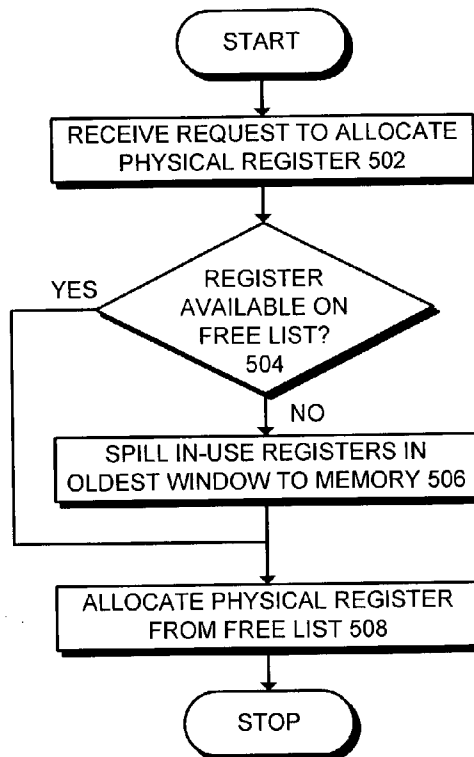 START
RECEIVE REQUEST TO ALLOCATE
PHYSICAL REGISTER 502
YES
REGISTER
AVAILABLE ON
FREE LIST?
504
NO
SPILL IN-USE REGISTERS IN
OLDEST WINDOW TO MEMORY 506
ALLOCATE PHYSICAL REGISTER
FROM FREE LIST 508
STOP